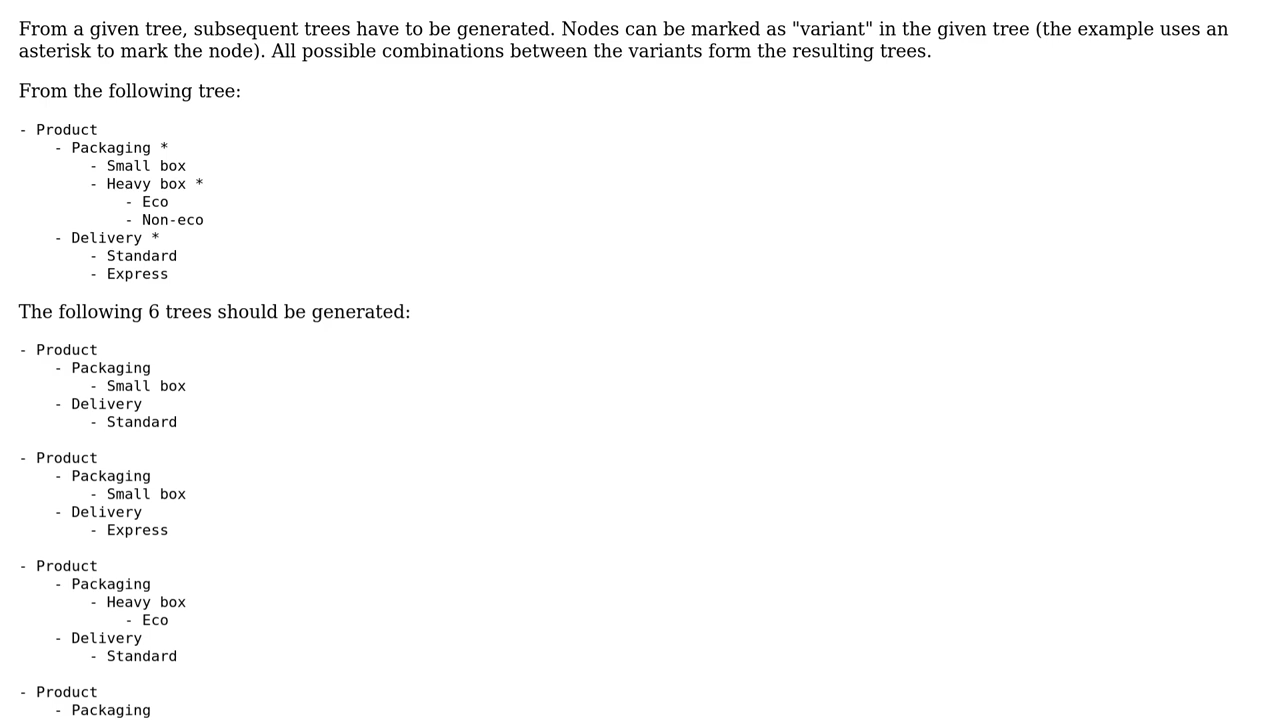 From a given tree, subsequent trees have to be generated. Nodes can be marked as "variant" in the given tree (the example uses an
asterisk to mark the node). All possible combinations between the variants form the resulting trees.
From the following tree:
- Product
    - Packaging *
        - Small box
        - Heavy box *
            - Eco
            - Non-eco
    - Delivery *
        - Standard
        - Express
The following 6 trees should be generated:
- Product
    - Packaging
        - Small box
    - Delivery
        - Standard
- Product
    - Packaging
        - Small box
    - Delivery
        - Express
- Product
    - Packaging
        - Heavy box
            - Eco
    - Delivery
        - Standard
- Product
    - Packaging